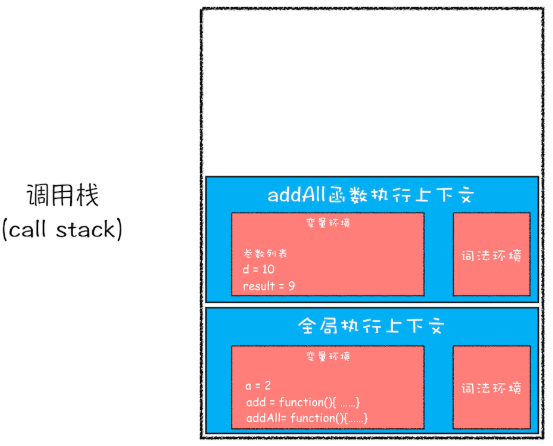 调用栈
(call stack)
addAll函数执行上下文
变量环境
参数列表
d = 10
result = 9
词法环境
全局执行上下文
变量环境
a = 2
add = function(){ ......}
addAll= function(){......}
词法环境